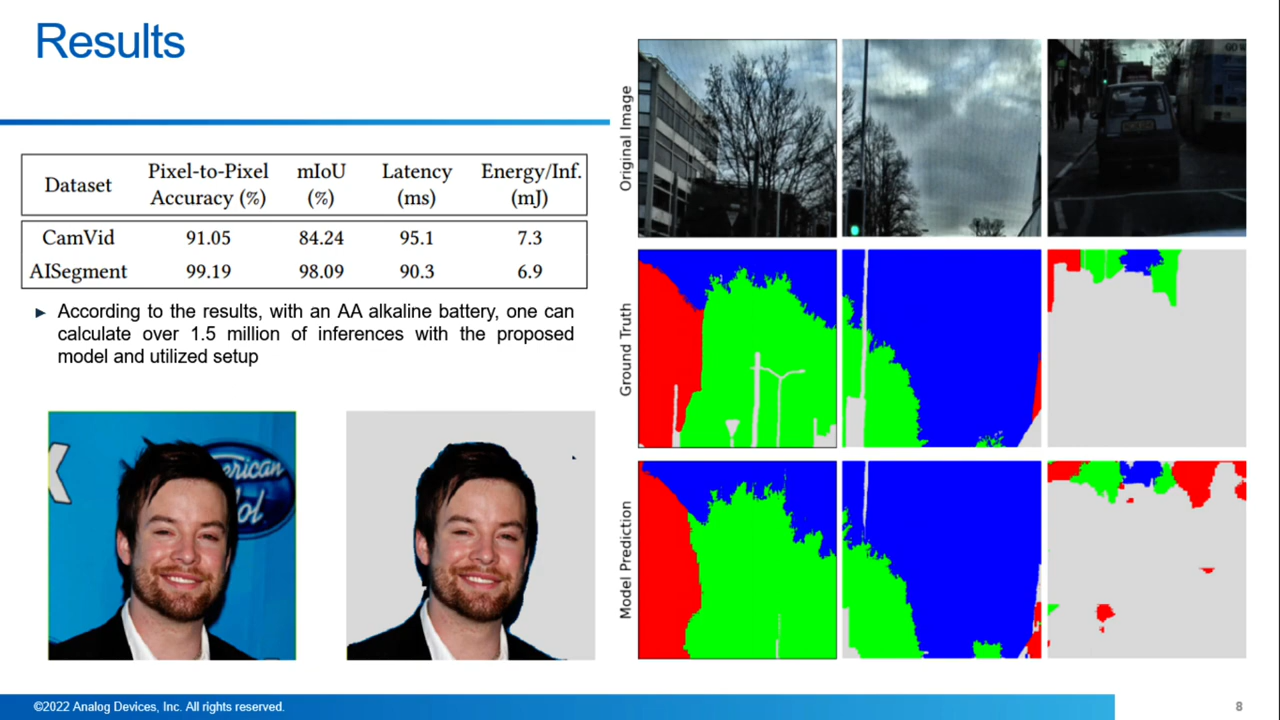 Results
Dataset
Pixel-to-Pixel Accuracy (%)
mIoU (%)
Latency (ms)
Energy/Inf. (mJ)
CamVid 91.05 84.24 95.1 7.3
AISegment 99.19 98.09 90.3 6.9
► According to the results, with an AA alkaline battery, one can
calculate over 1.5 million of inferences with the proposed
model and utilized setup
Original Image
Ground Truth
Model Prediction
©2022 Analog Devices, Inc. All rights reserved.
8